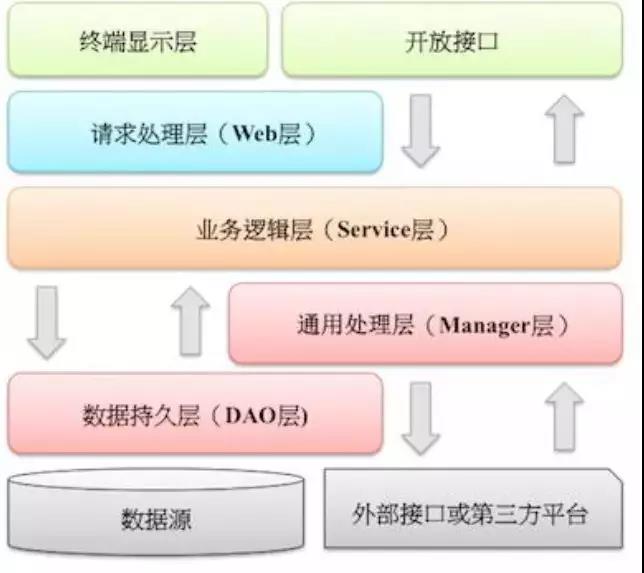 终端显示层
开放接口
请求处理层（Web层）
业务逻辑层（Service层）
通用处理层（Manager层）
数据持久层（DAO层)
数据源
外部接口或第三方平台